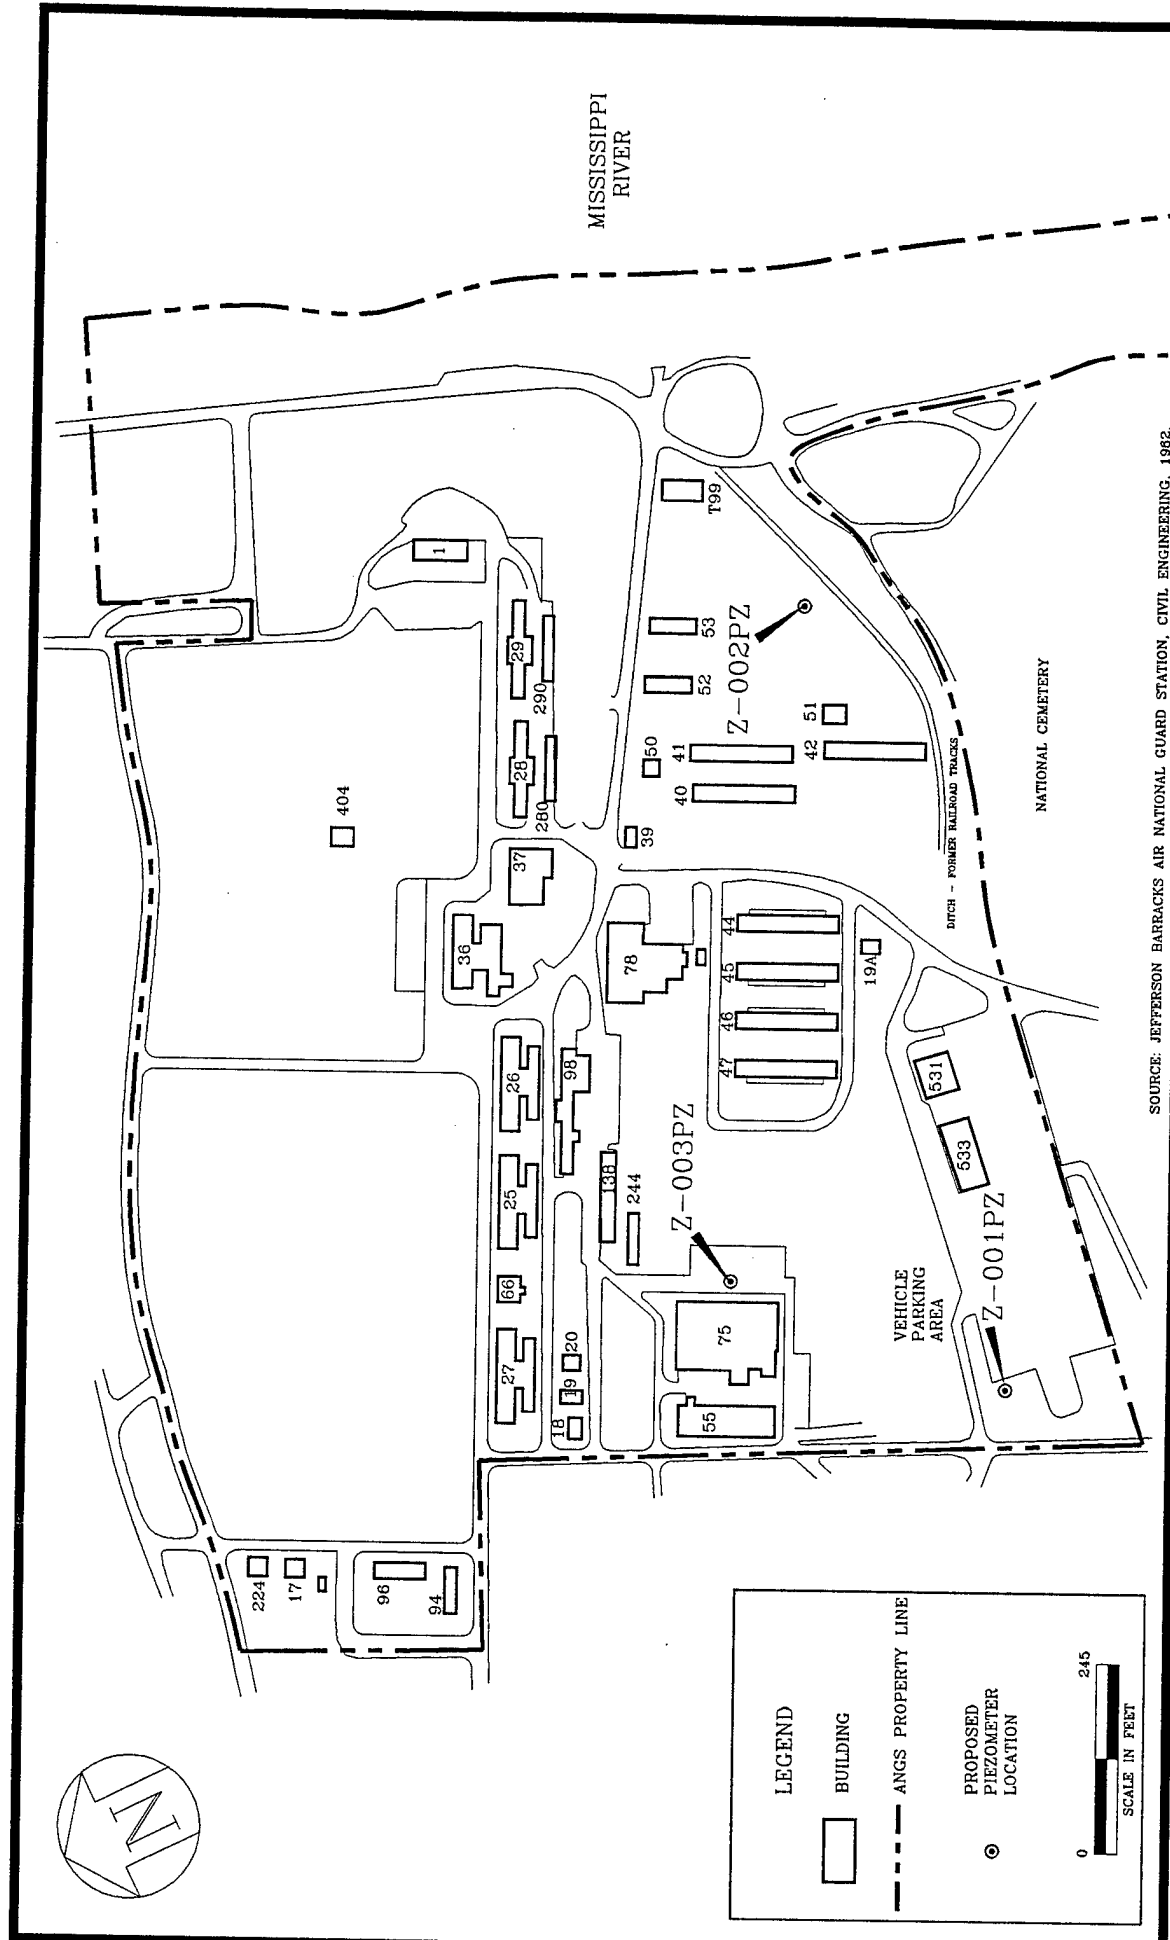 MISSISSIPPI
RIVER
1
T99
29
290
53
52
Z-002PZ
28
280
50
41
40
51
42
404
39
37
36
78
44
45
46
47
19A
DITCH - FORMER RAILROAD TRACKS
NATIONAL CEMETERY
26
98
25
138
244
Z-003PZ
531
533
Z-001PZ
66
27
20
19
18
75
55
VEHICLE
PARKING
AREA
224
17
96
94
N
LEGEND
BUILDING
ANGS PROPERTY LINE
PROPOSED
PIEZOMETER
LOCATION
0
245
SCALE IN FEET
SOURCE: JEFFERSON BARRACKS AIR NATIONAL GUARD STATION, CIVIL ENGINEERING, 1982.